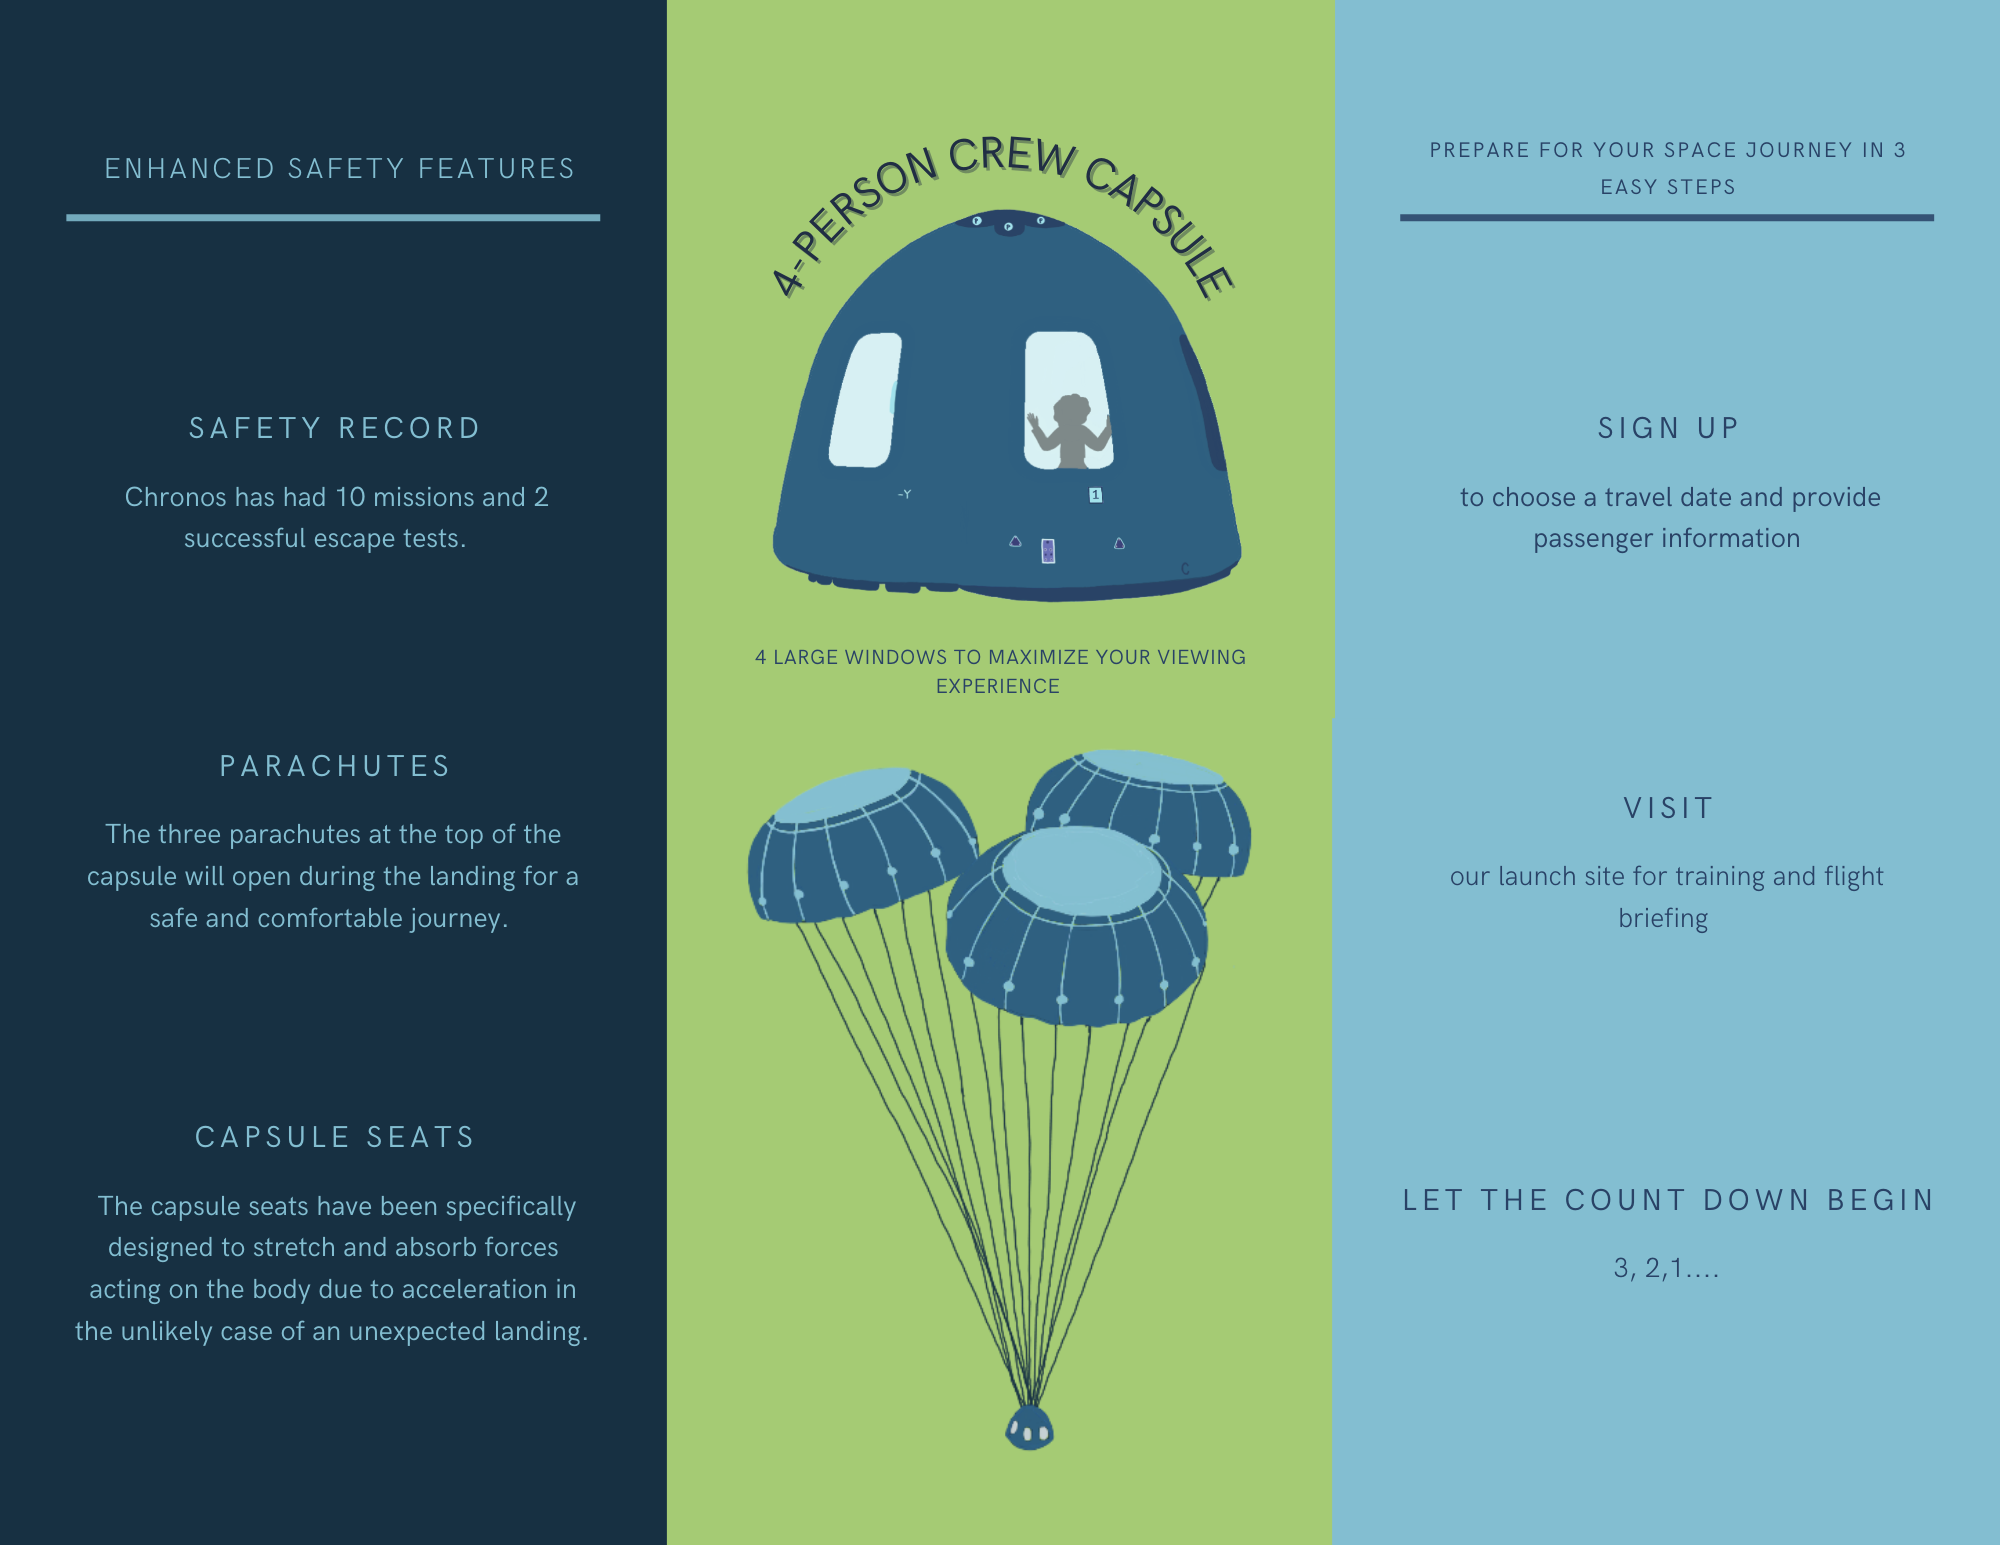 ENHANCED SAFETY FEATURES
SAFETY RECORD
Chronos has had 10 missions and 2
successful escape tests.
PARACHUTES
The three parachutes at the top of the
capsule will open during the landing for a
safe and comfortable journey.
CAPSULE SEATS
The capsule seats have been specifically
designed to stretch and absorb forces
acting on the body due to acceleration in
the unlikely case of an unexpected landing.
4-PERSON CREW CAPSULE
-Y
1
C
4 LARGE WINDOWS TO MAXIMIZE YOUR VIEWING
EXPERIENCE
PREPARE FOR YOUR SPACE JOURNEY IN 3
EASY STEPS
SIGN UP
to choose a travel date and provide
passenger information
VISIT
our launch site for training and flight
briefing
LET THE COUNT DOWN BEGIN
3, 2,1....